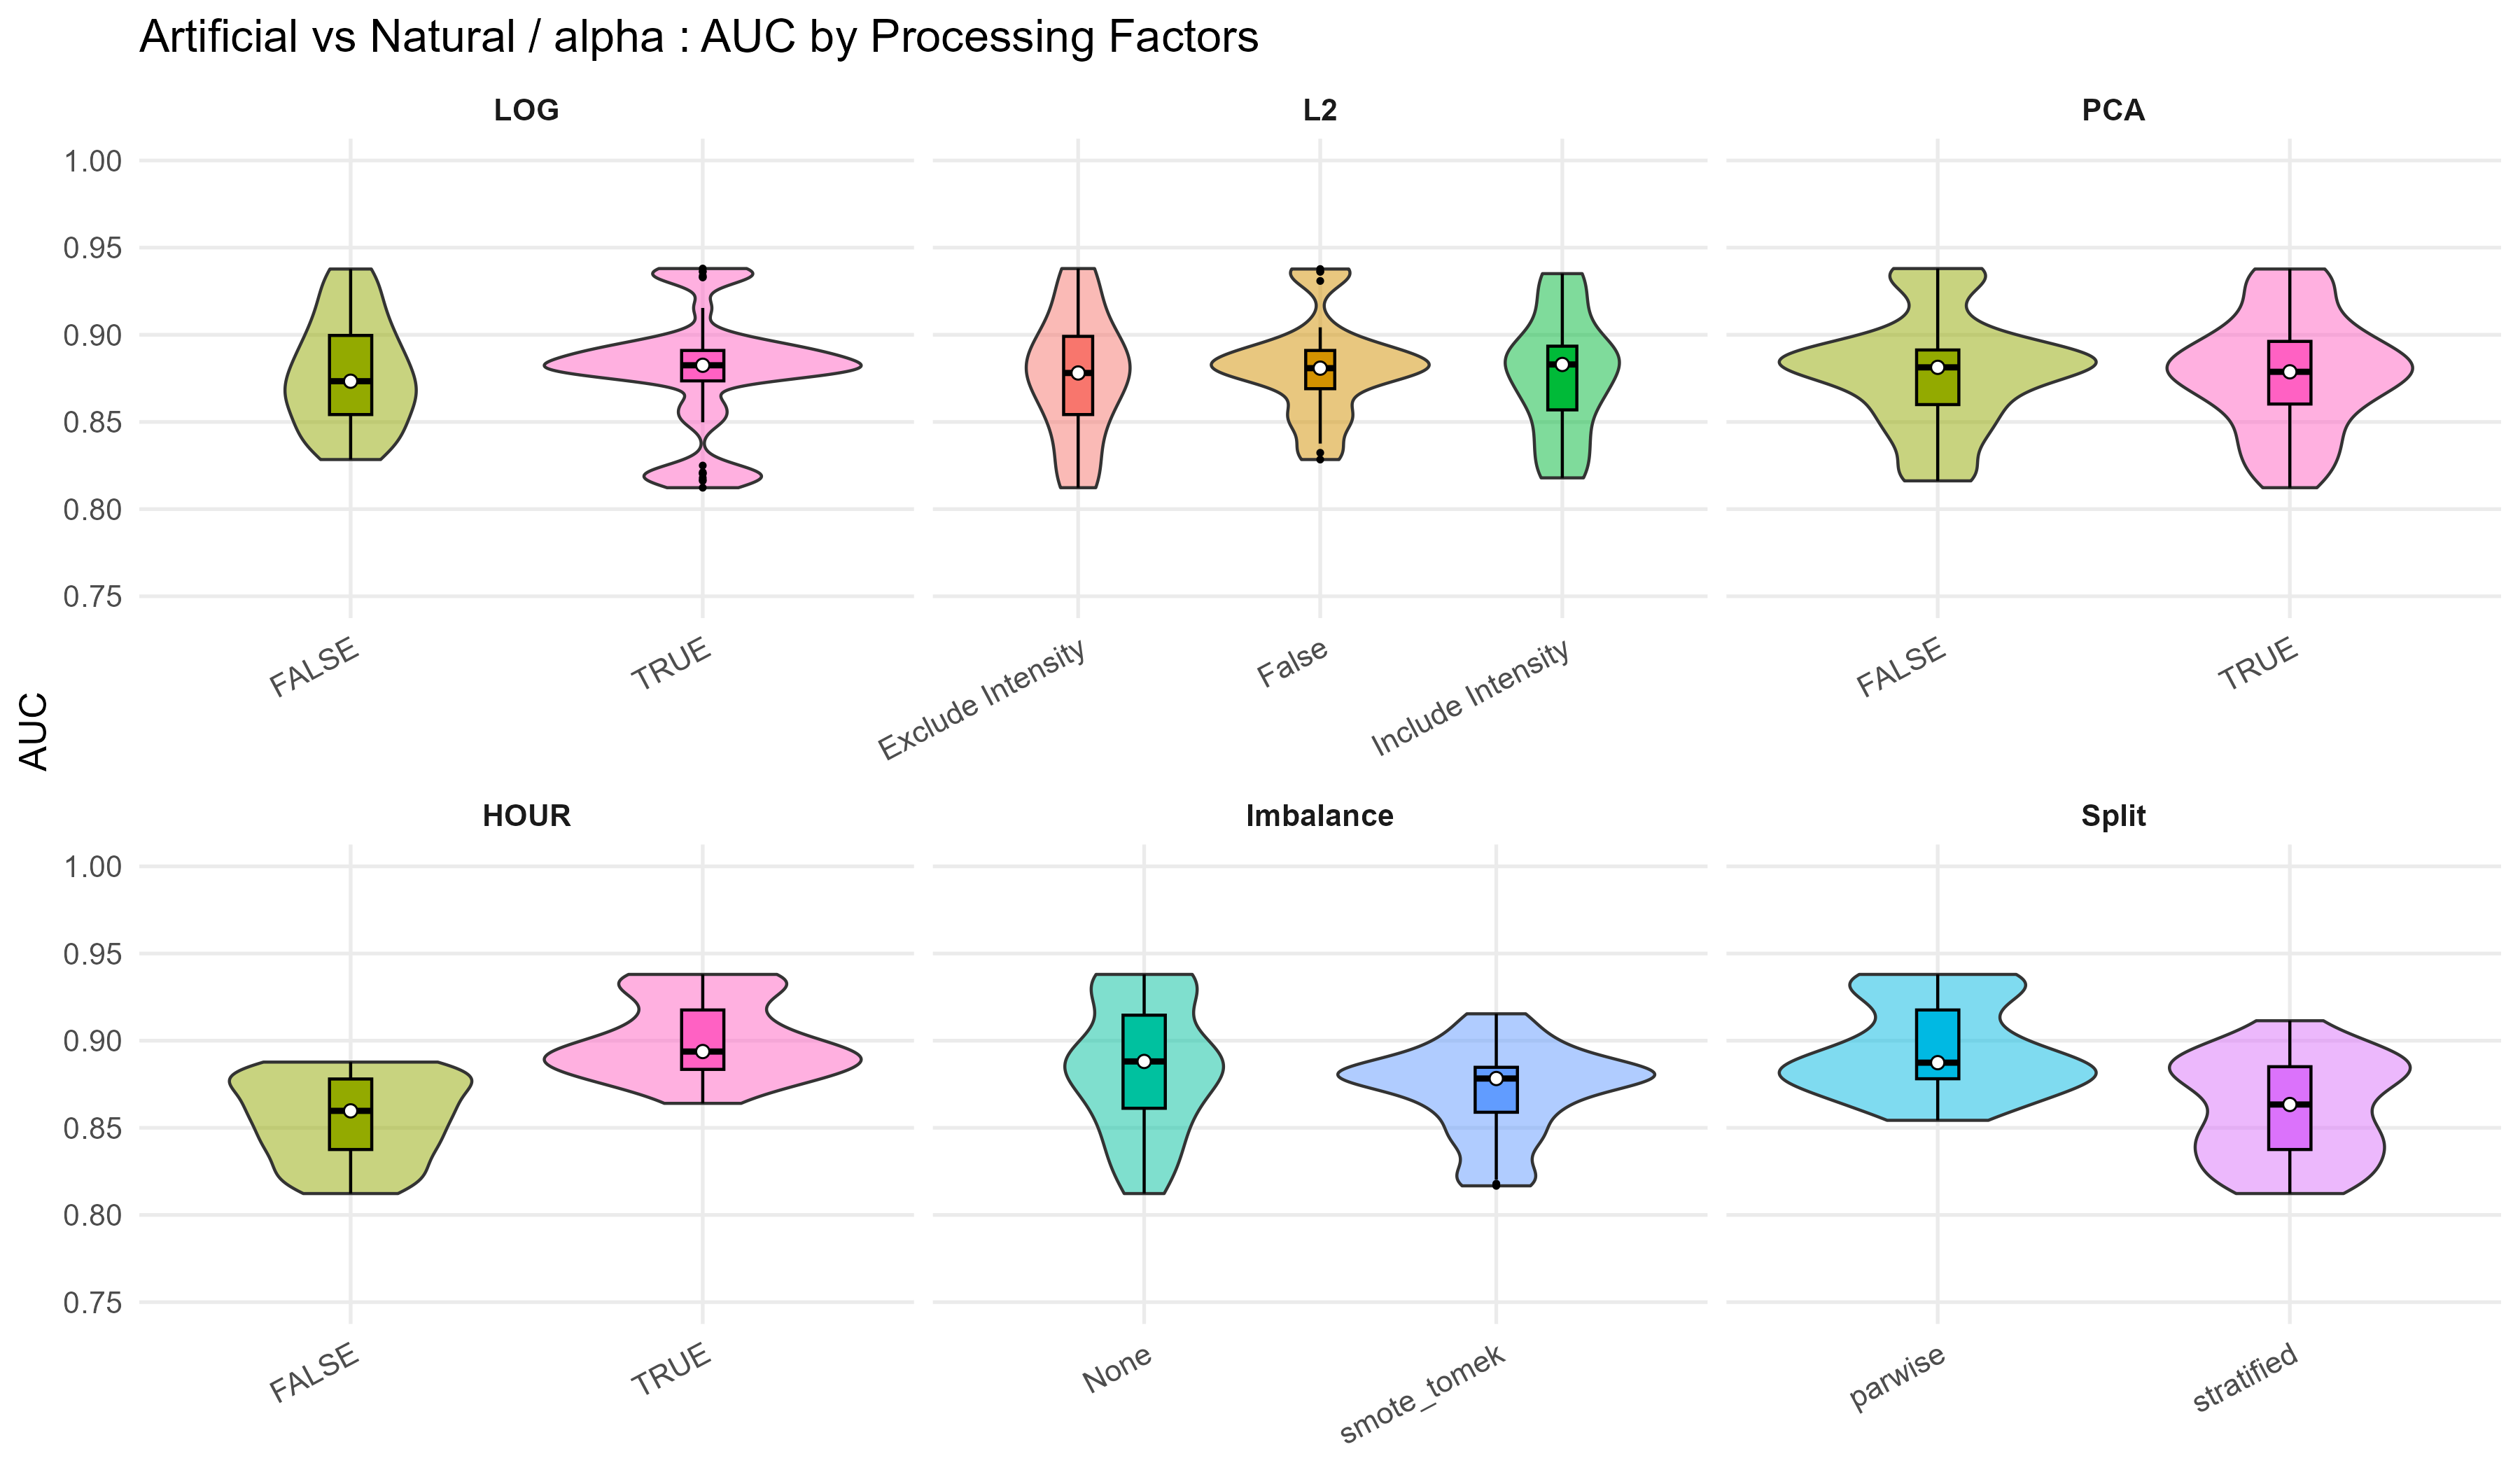 Artificial vs Natural / alpha : AUC by Processing Factors
LOG
L2
PCA
1.00
0.95
0.90
0.85
0.80
0.75
FALSE
TRUE
Exclude Intensity
False
Include Intensity
FALSE
TRUE
AUC
HOUR
Imbalance
Split
1.00
0.95
0.90
0.85
0.80
0.75
FALSE
TRUE
None
smote_tomek
parwise
stratified